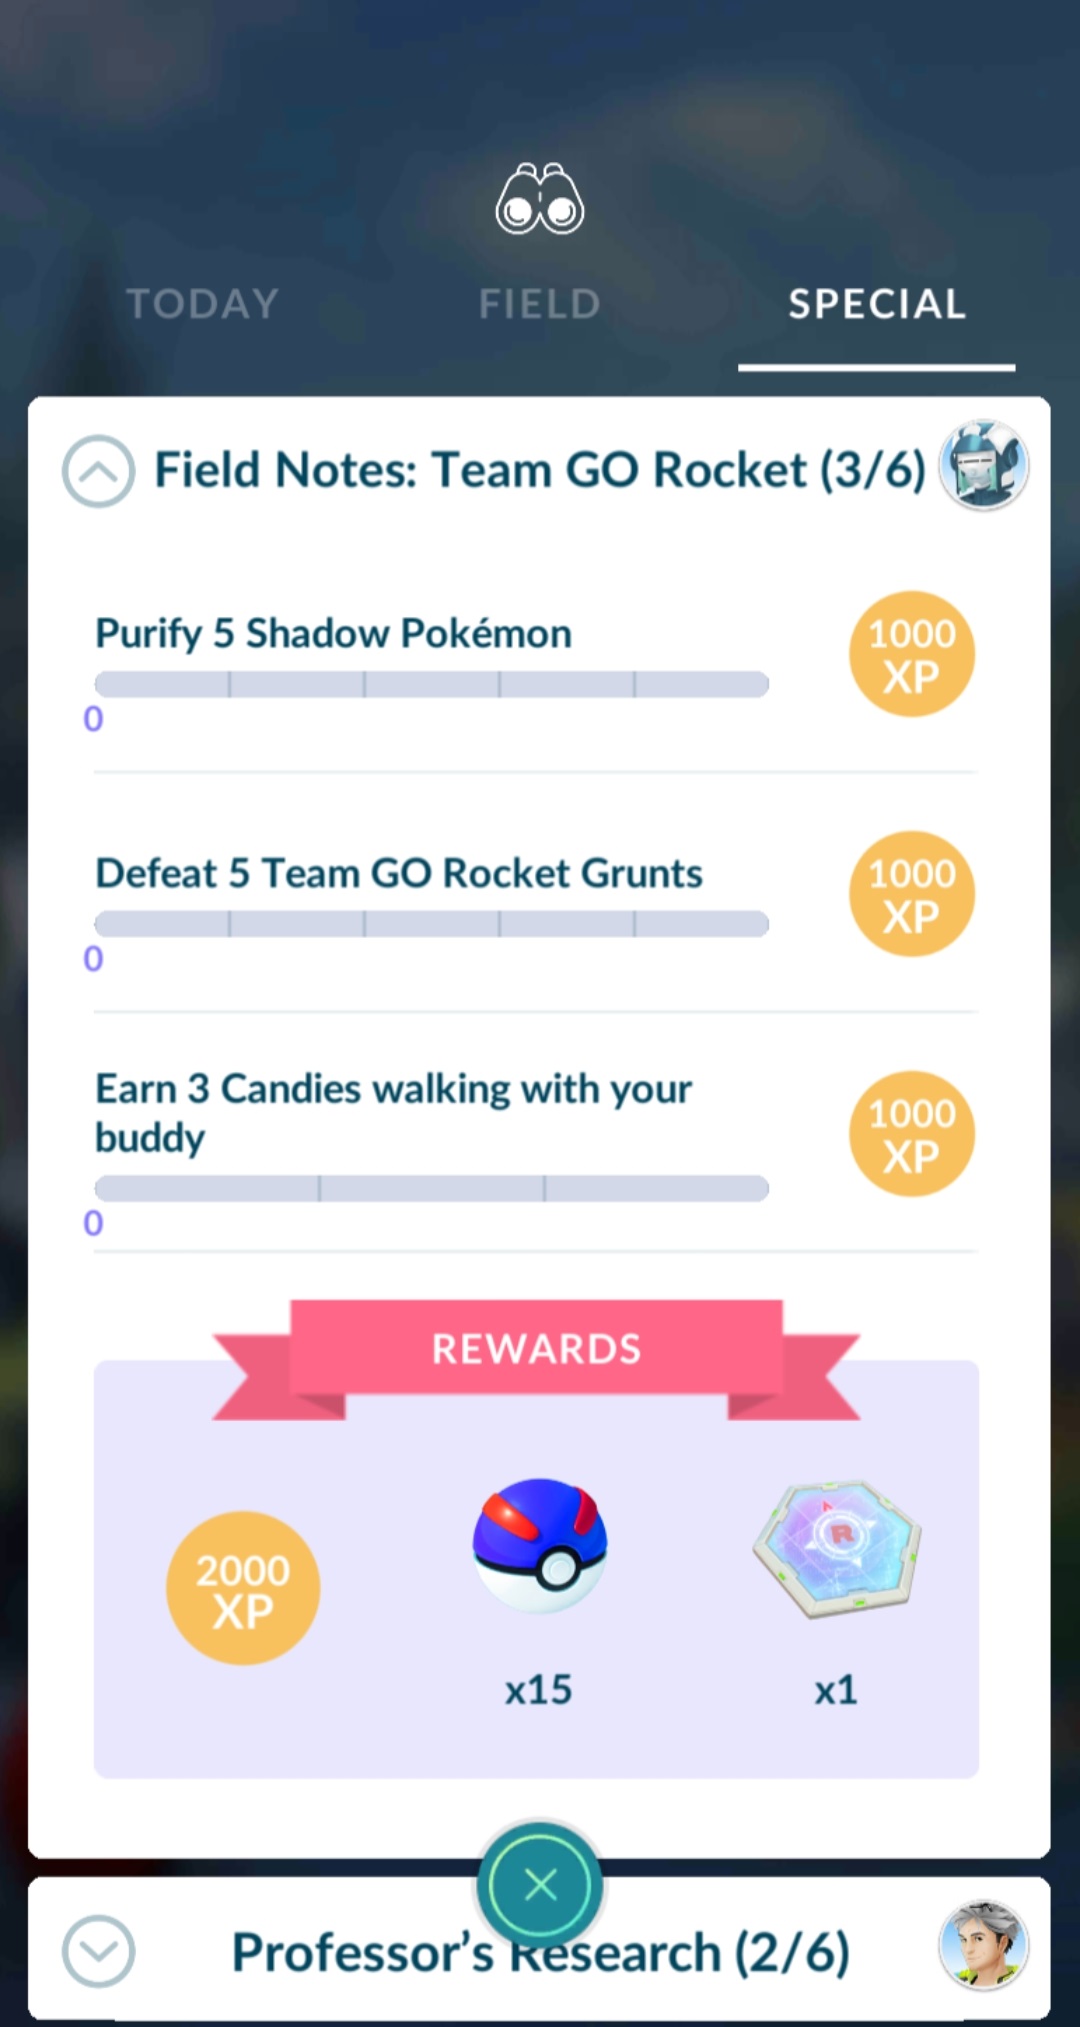 TODAY
FIELD
SPECIAL
Field Notes: Team GO Rocket (3/6)
Purify 5 Shadow Pokémon
1000
XP
0
Defeat 5 Team GO Rocket Grunts
1000
XP
0
Earn 3 Candies walking with your
buddy
1000
XP
0
REWARDS
2000
XP
R
x15
x1
Professor's Research (2/6)